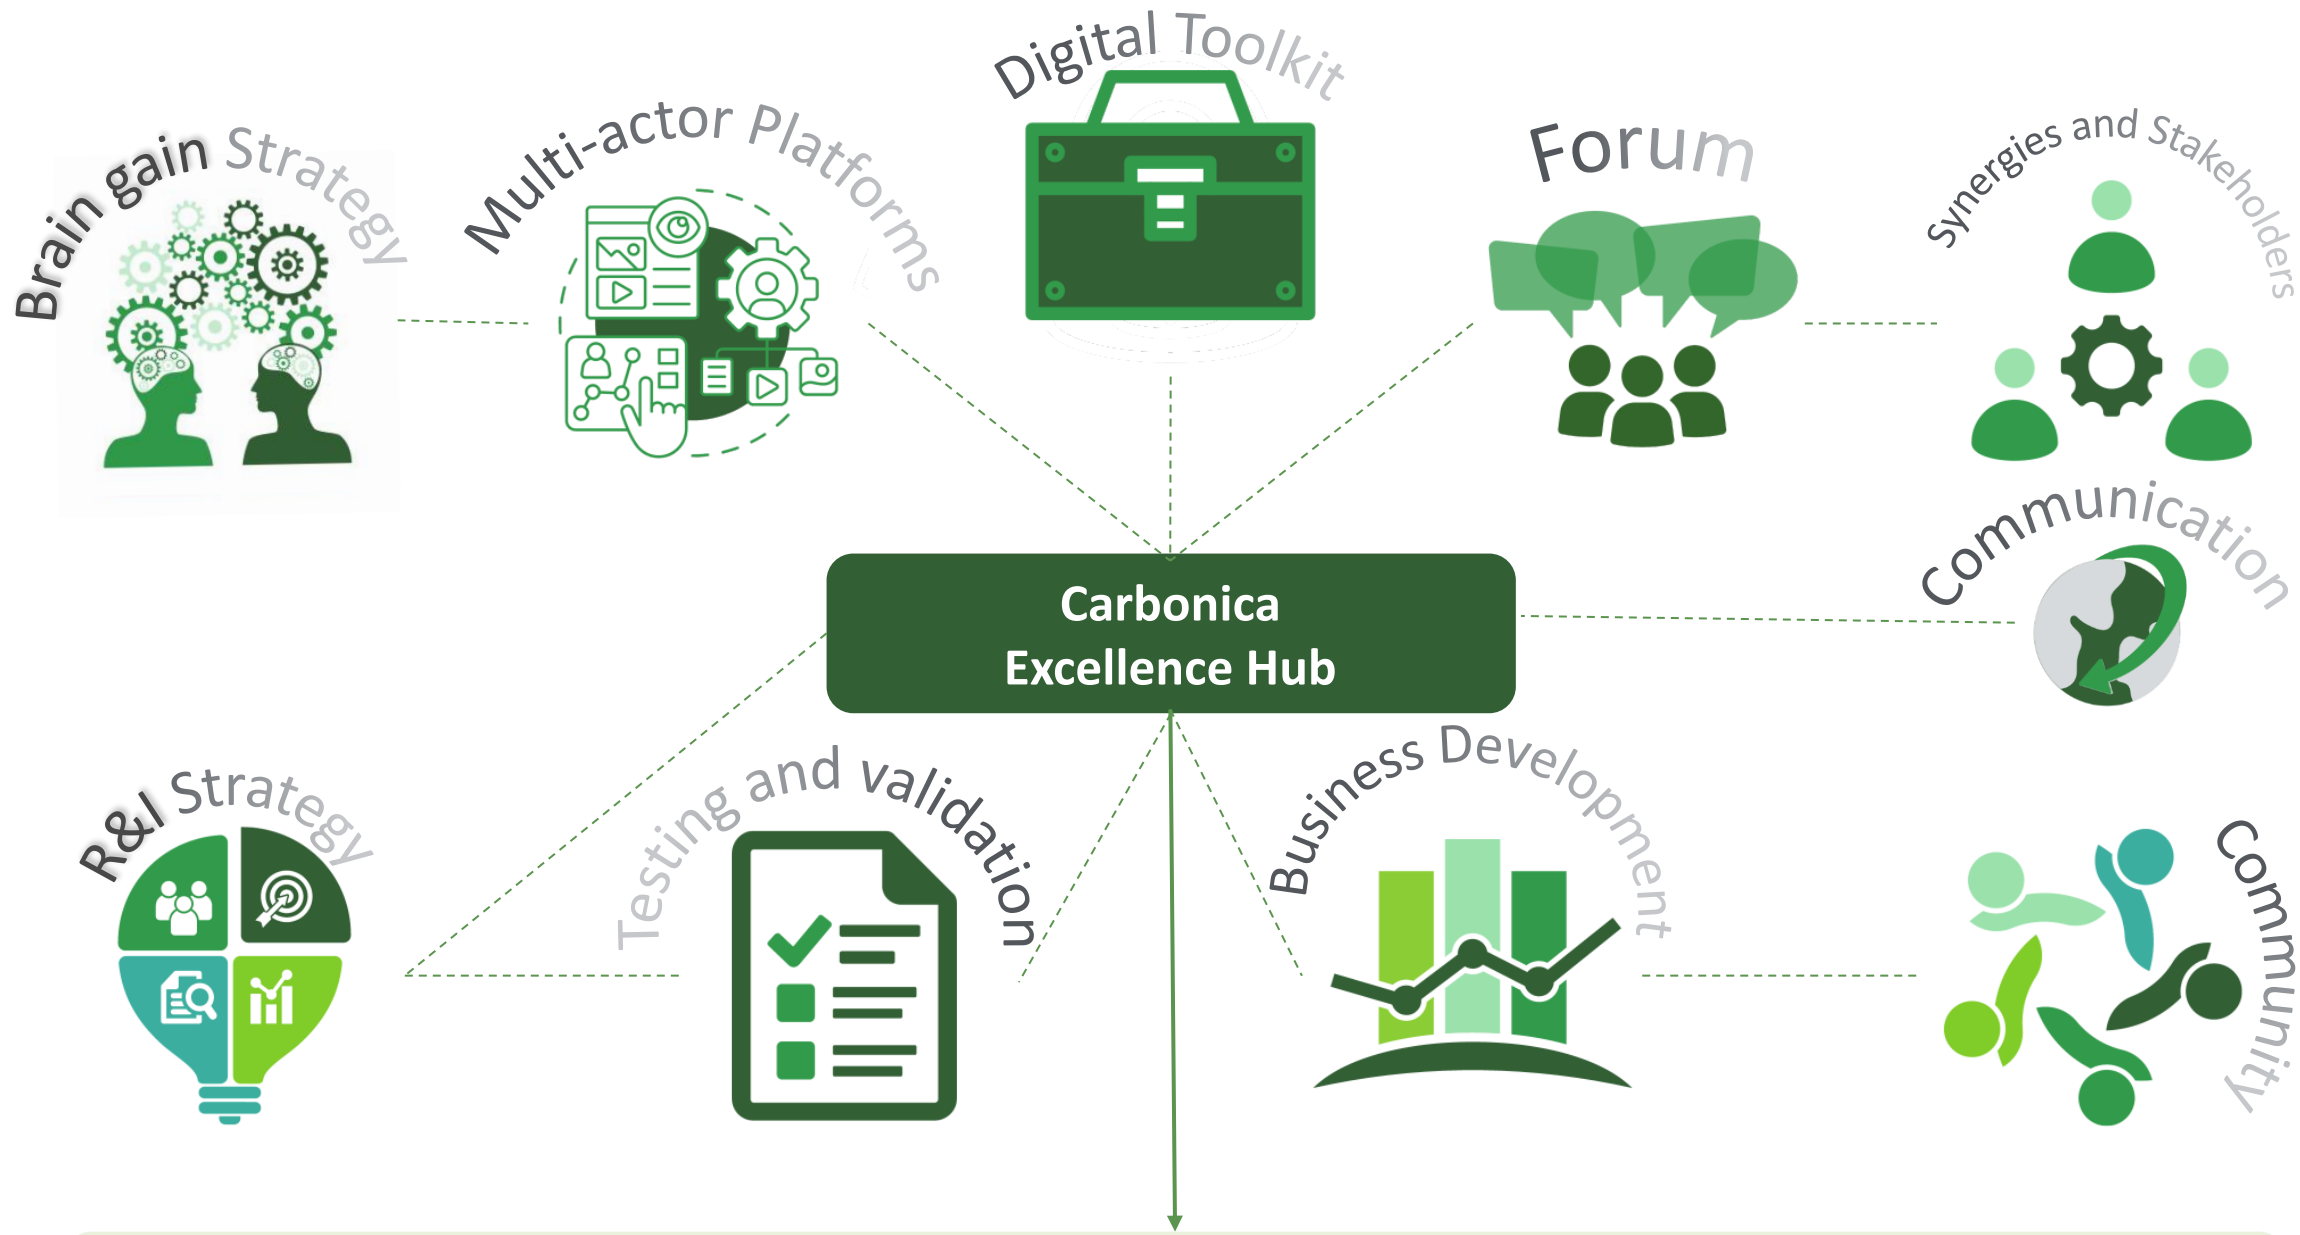 Brain gain Strategy
Multi-actor Platforms
Digital Toolkit
Forum
Synergies and Stakeholders
Communication
Carbonica
Excellence Hub
R&I Strategy
Testing and validation
Business Development
Community